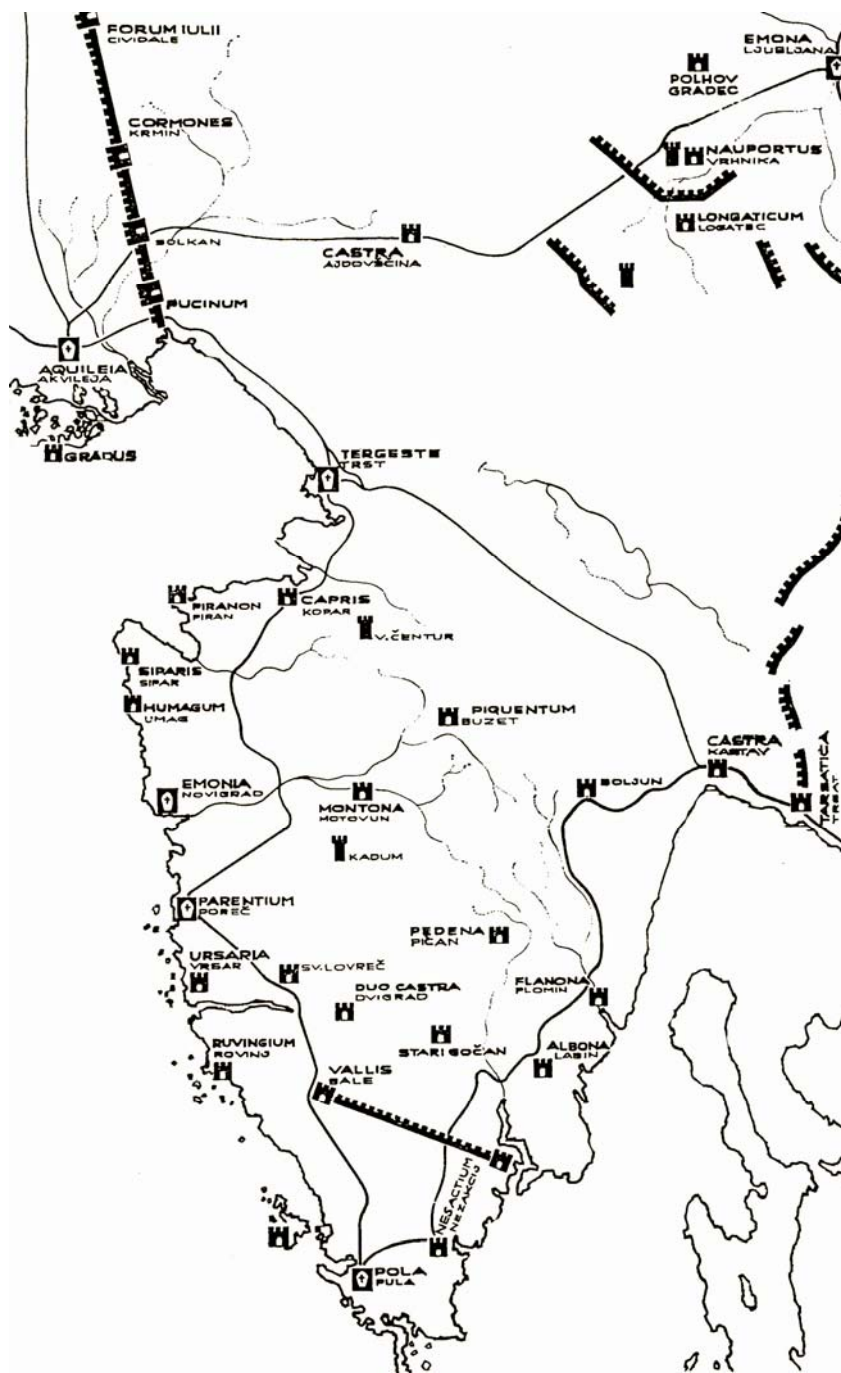 FORUM IULII
CIVIDALE
EMONA
LJUBLJANA
POLHOV
GRADEC
CORMONES
KRMIN
NAUPORTUS
VRHNIKA
LONGATICUM
LOGATEC
SOLKAN
CASTRA
AJDOVŠČINA
PUCINUM
AQUILEIA
AKVILEJA
GRADUS
TERGESTE
TRST
PIRANON
PIRAN
CAPRIS
KOPAR
V. ČENTUR
SIPARIS
SIPAR
HUMAGUM
UMAG
PIQUENTUM
BUZET
CASTRA
KASTAV
TARSATICA
TRSAT
EMONIA
NOVIGRAD
MONTONA
MOTOVUN
BOLJUN
KADUM
PARENTIUM
POREČ
PEDENA
PIČAN
URSARIA
VRSAR
SV. LOVREČ
FLANONA
PLOMIN
DUO CASTRA
DVIGRAD
STARI GOČAN
RUVINGIUM
ROVINJ
ALBONA
LABIN
VALLIS
BALE
NESACTIUM
NEZAKCIJ
POLA
PULA